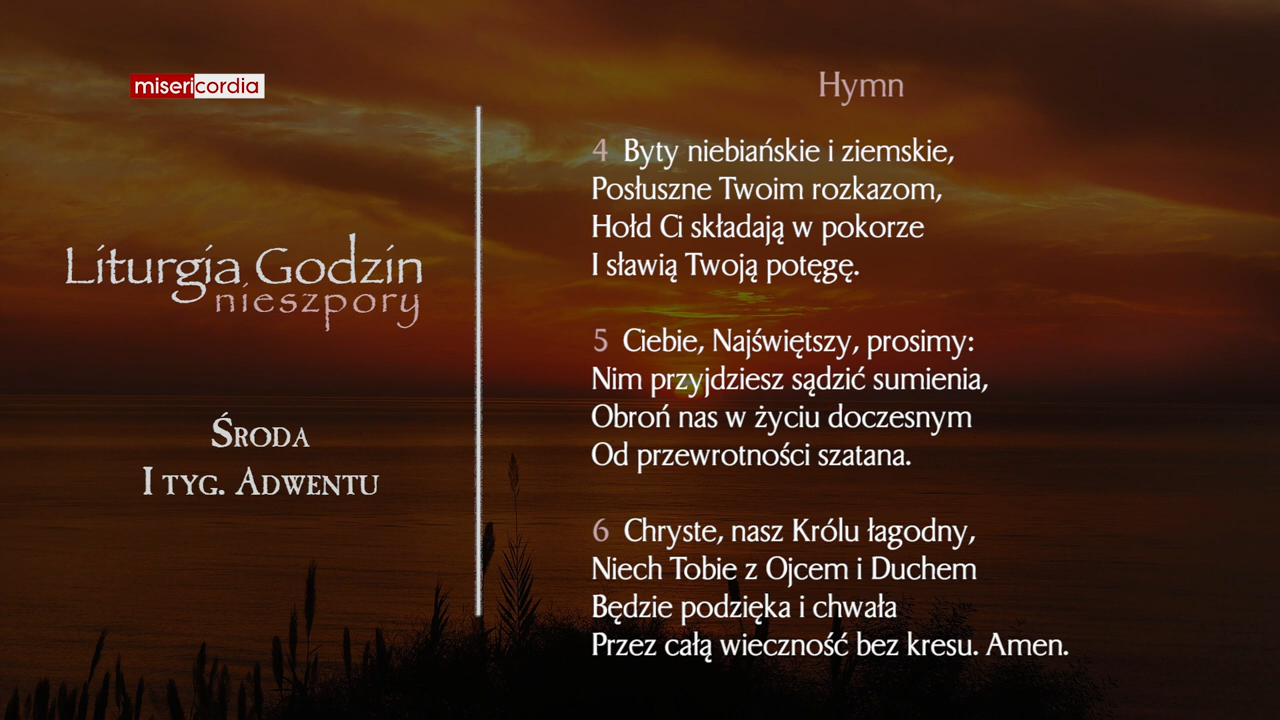 misericordia
Liturgia Godzin
nieszpory
Środa
I tyg. Adwentu
Hymn
4 Byty niebiańskie i ziemskie,
Posłuszne Twoim rozkazom,
Hołd Ci składają w pokorze
I sławią Twoją potęgę.
5 Ciebie, Najświętszy, prosimy:
Nim przyjdziesz sądzić sumienia,
Obroń nas w życiu doczesnym
Od przewrotności szatana.
6 Chryste, nasz Królu łagodny,
Niech Tobie z Ojcem i Duchem
Będzie podzięka i chwała
Przez całą wieczność bez kresu. Amen.